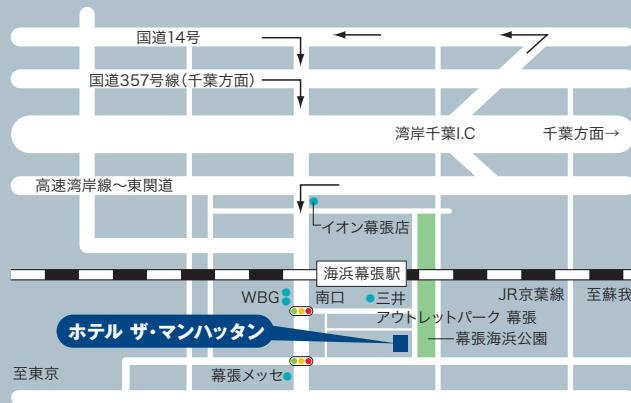 国道14号
国道357号線(千葉方面)
湾岸千葉I.C
千葉方面→
高速湾岸線～東関道
イオン幕張店
海浜幕張駅
WBG
南口
三井
アウトレットパーク 幕張
JR京葉線
至蘇我
ホテル ザ・マンハッタン
幕張海浜公園
至東京
幕張メッセ